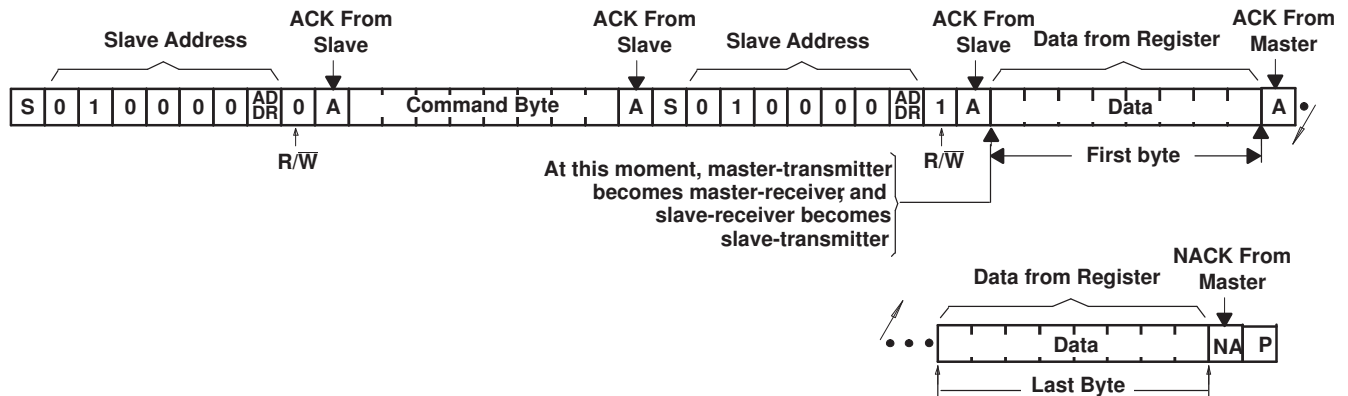 ACK From Slave
ACK From Slave
ACK From Slave
ACK From Master
Slave Address
Slave Address
Data from Register
S 0 1 0 0 0 0 AD DR 0 A Command Byte A S 0 1 0 0 0 0 AD DR 1 A Data A
R/W̅
R/W̅
First byte
At this moment, master-transmitter
becomes master-receiver, and
slave-receiver becomes
slave-transmitter
NACK From
Master
Data from Register
Data NA P
Last Byte